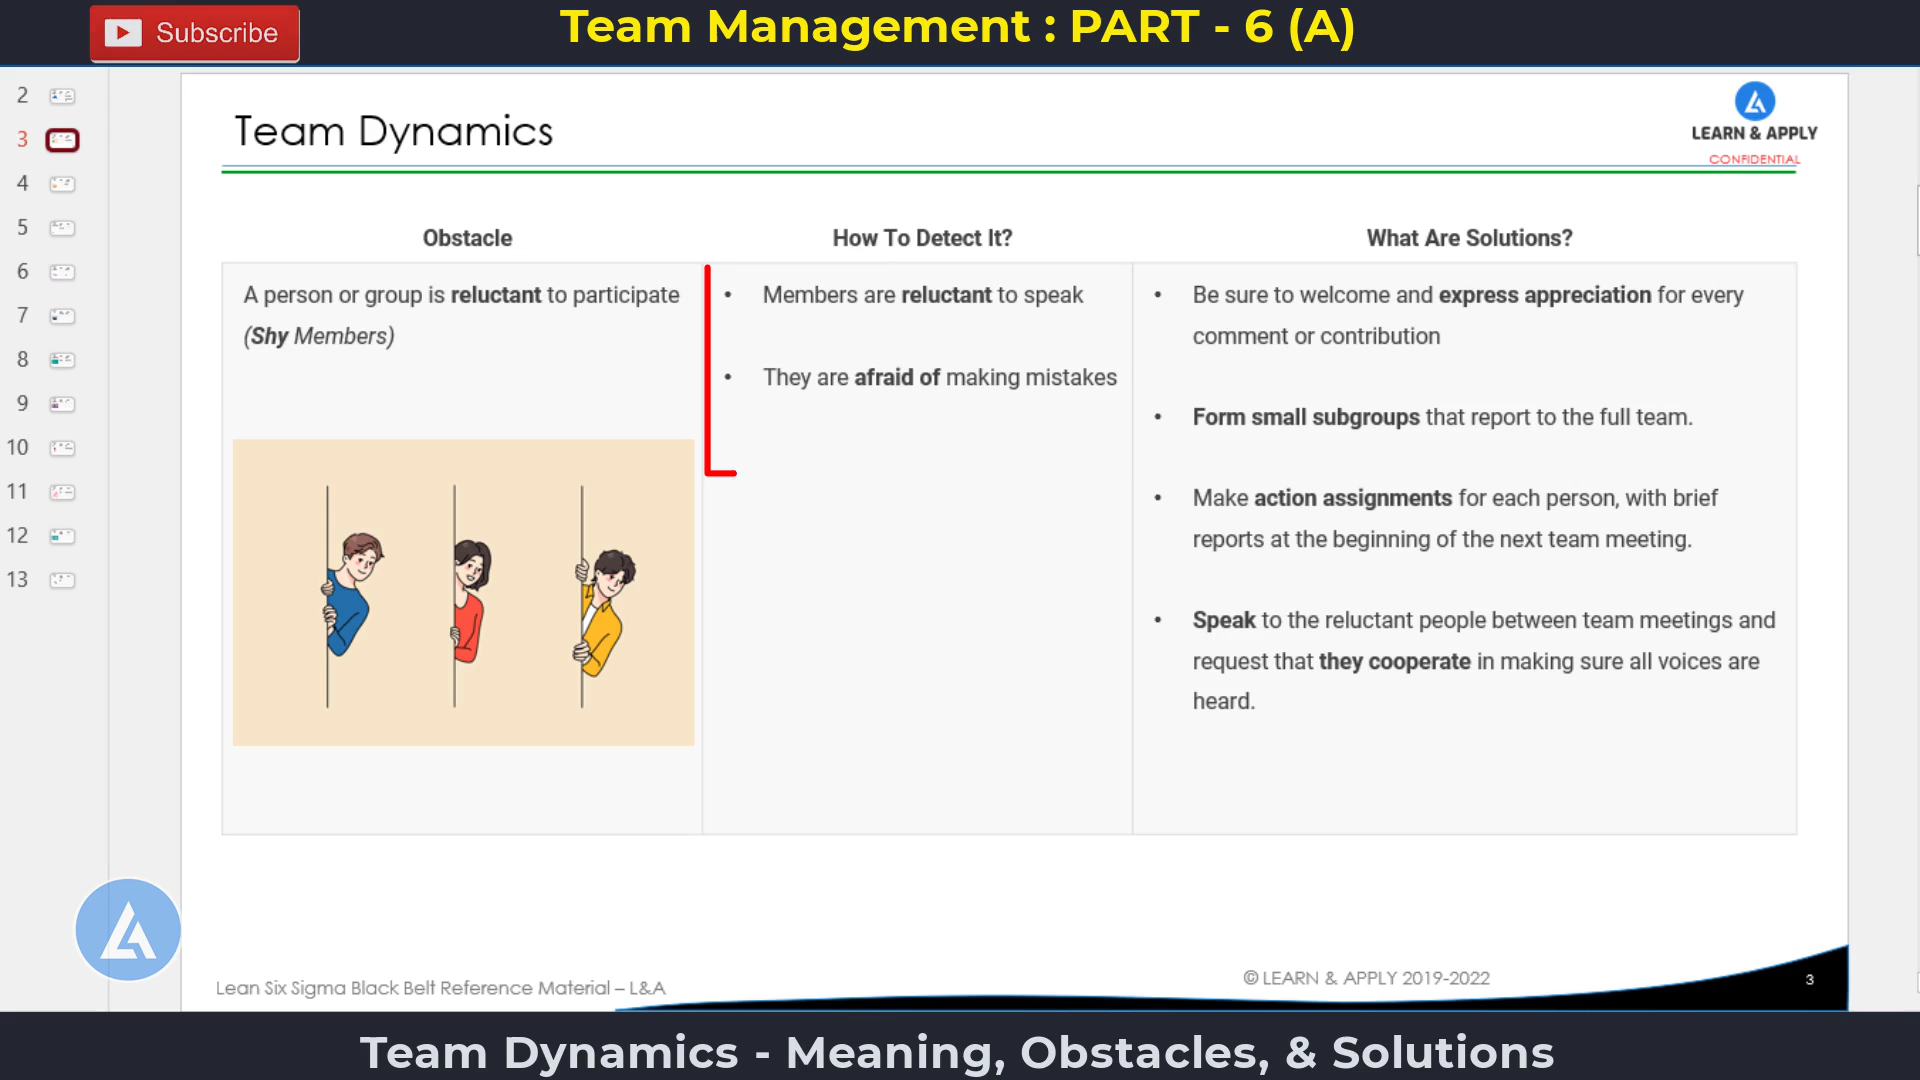 Subscribe
Team Management : PART - 6 (A)
2
3
4
5
6
7
8
9
10
11
12
13
Team Dynamics
LEARN & APPLY
CONFIDENTIAL
Obstacle
How To Detect It?
What Are Solutions?
A person or group is reluctant to participate
(Shy Members)
• Members are reluctant to speak
• They are afraid of making mistakes
• Be sure to welcome and express appreciation for every
comment or contribution
• Form small subgroups that report to the full team.
• Make action assignments for each person, with brief
reports at the beginning of the next team meeting.
• Speak to the reluctant people between team meetings and
request that they cooperate in making sure all voices are
heard.
Lean Six Sigma Black Belt Reference Material – L&A
© LEARN & APPLY 2019-2022
3
Team Dynamics - Meaning, Obstacles, & Solutions